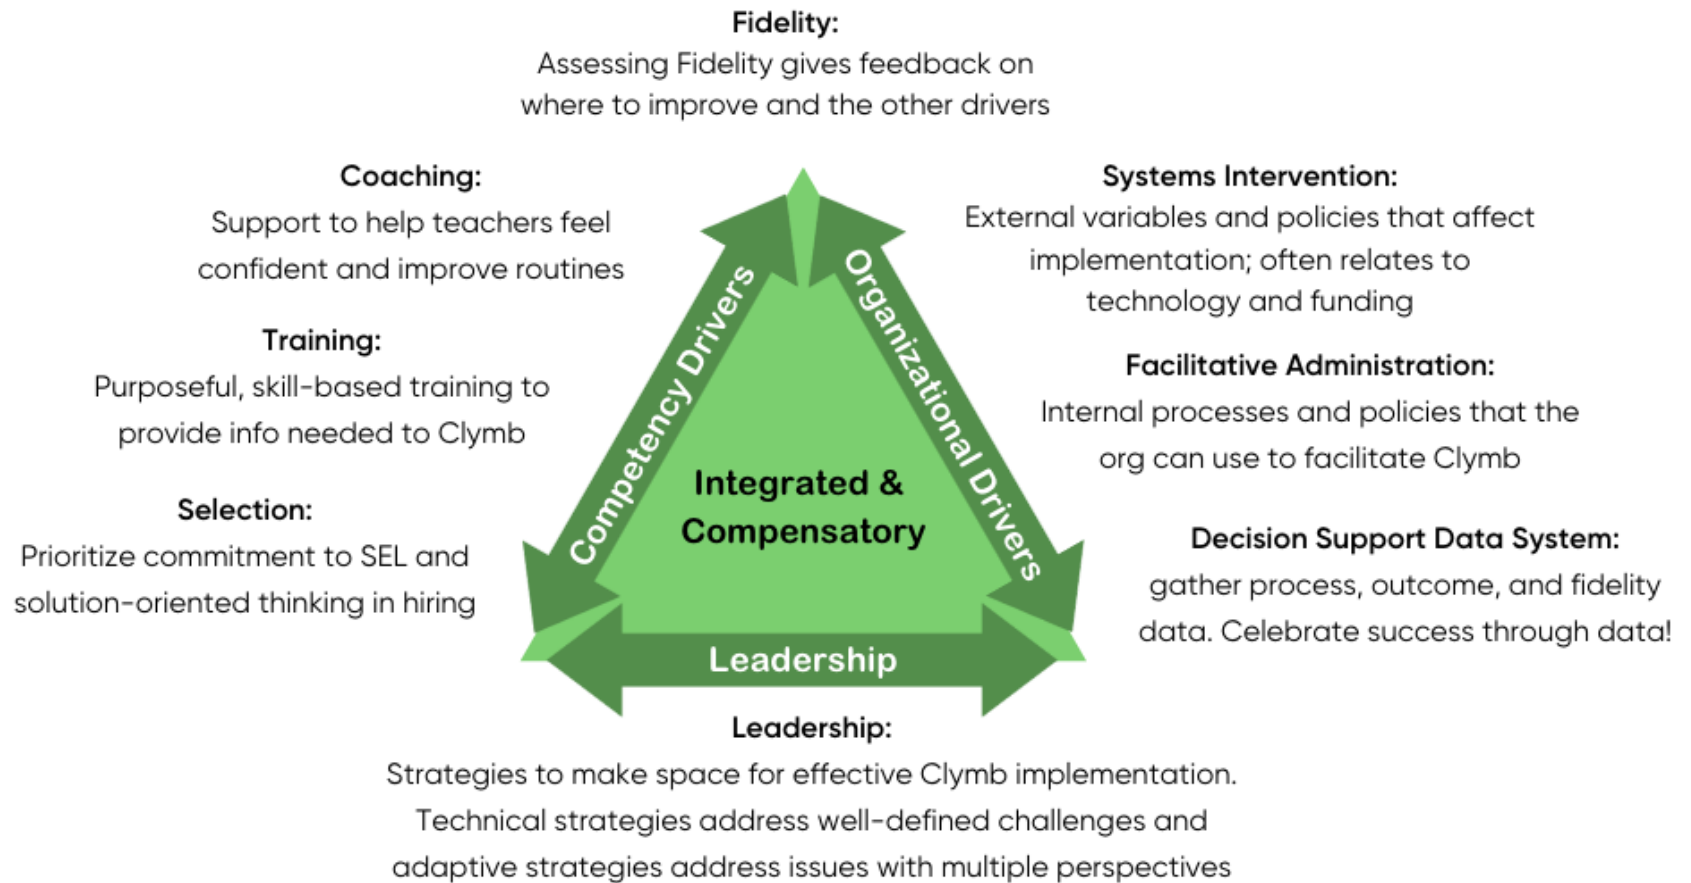 Fidelity:
Assessing Fidelity gives feedback on
where to improve and the other drivers
Coaching:
Support to help teachers feel
confident and improve routines
Training:
Purposeful, skill-based training to
provide info needed to Clymb
Selection:
Prioritize commitment to SEL and
solution-oriented thinking in hiring
Competency Drivers
Integrated &
Compensatory
Organizational Drivers
Systems Intervention:
External variables and policies that affect
implementation; often relates to
technology and funding
Facilitative Administration:
Internal processes and policies that the
org can use to facilitate Clymb
Decision Support Data System:
gather process, outcome, and fidelity
data. Celebrate success through data!
Leadership
Leadership:
Strategies to make space for effective Clymb implementation.
Technical strategies address well-defined challenges and
adaptive strategies address issues with multiple perspectives